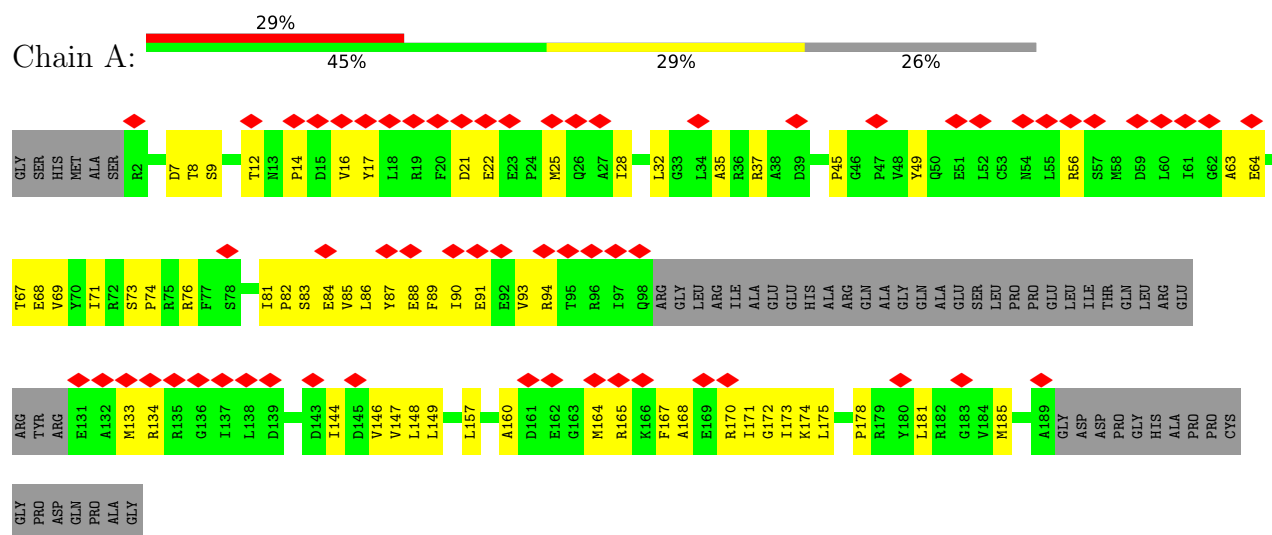 29%
Chain A:
45% 29% 26%
GLY SER HIS MET ALA SER R2 D7 T8 S9 T12 N13 P14 D15 V16 Y17 L18 R19 F20 D21 E22 E23 P24 M25 Q26 A27 I28 L32 G33 L34 A35 R36 R37 A38 D39 P45 G46 P47 V48 Y49 Q50 E51 L52 C53 N54 L55 R56 S57 M58 D59 L60 I61 G62 A63 E64
T67 E68 V69 Y70 I71 R72 S73 P74 R75 R76 F77 S78 I81 P82 S83 E84 V85 L86 Y87 E88 F89 I90 E91 E92 V93 R94 T95 R96 I97 Q98 ARG GLY LEU ARG ILE ALA GLU GLU HIS ALA ARG GLN ALA GLY GLN ALA GLU SER LEU PRO PRO GLU LEU ILE THR GLN LEU ARG GLU
ARG TYR ARG E131 A132 M133 R134 R135 G136 I137 L138 D139 D143 I144 D145 V146 V147 L148 L149 L157 A160 D161 E162 G163 M164 R165 K166 F167 A168 E169 R170 I171 G172 I173 K174 L175 P178 R179 Y180 L181 R182 G183 V184 M185 A189 GLY ASP ASP PRO GLY HIS ALA PRO PRO CYS
GLY PRO ASP GLN PRO ALA GLY